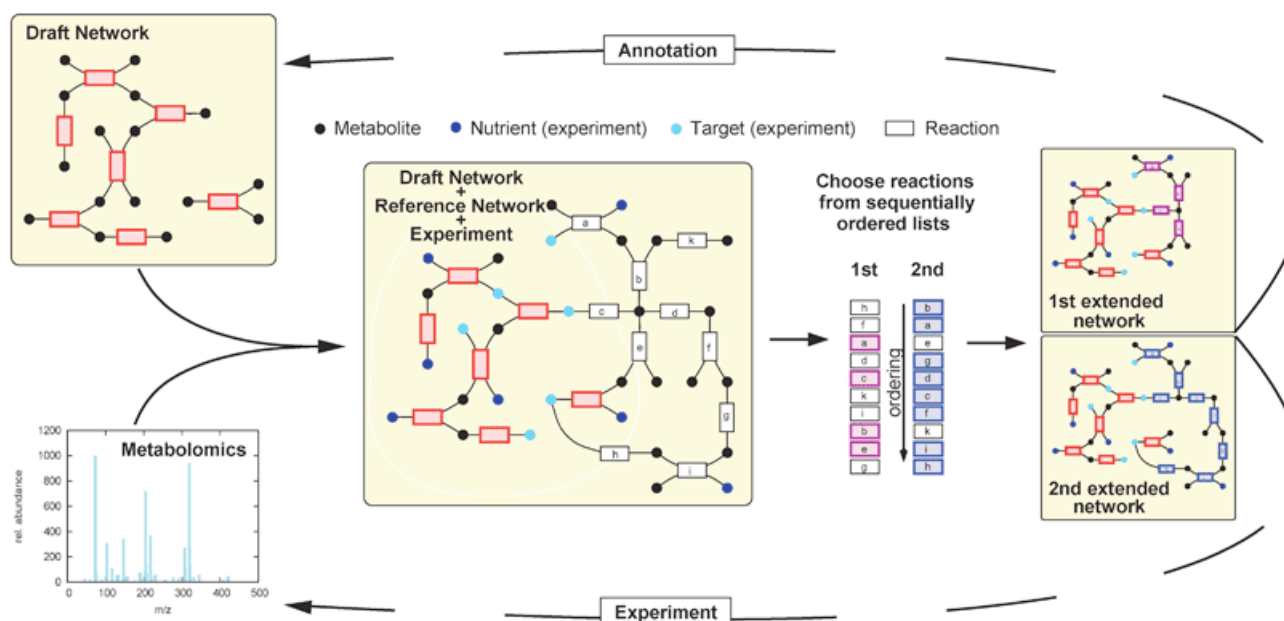 Draft Network
Annotation
Metabolite
Nutrient (experiment)
Target (experiment)
Reaction
Draft Network
+
Reference Network
+
Experiment
a
k
b
c
d
e
f
g
h
i
Choose reactions
from sequentially
ordered lists
1st 2nd
h b
f a
a e
d g
c d
k c
i f
b k
e i
g h
ordering
1st extended
network
2nd extended
network
Metabolomics
rel. abundance
1200
1000
800
600
400
200
0
0 100 200 300 400 500
m/z
Experiment